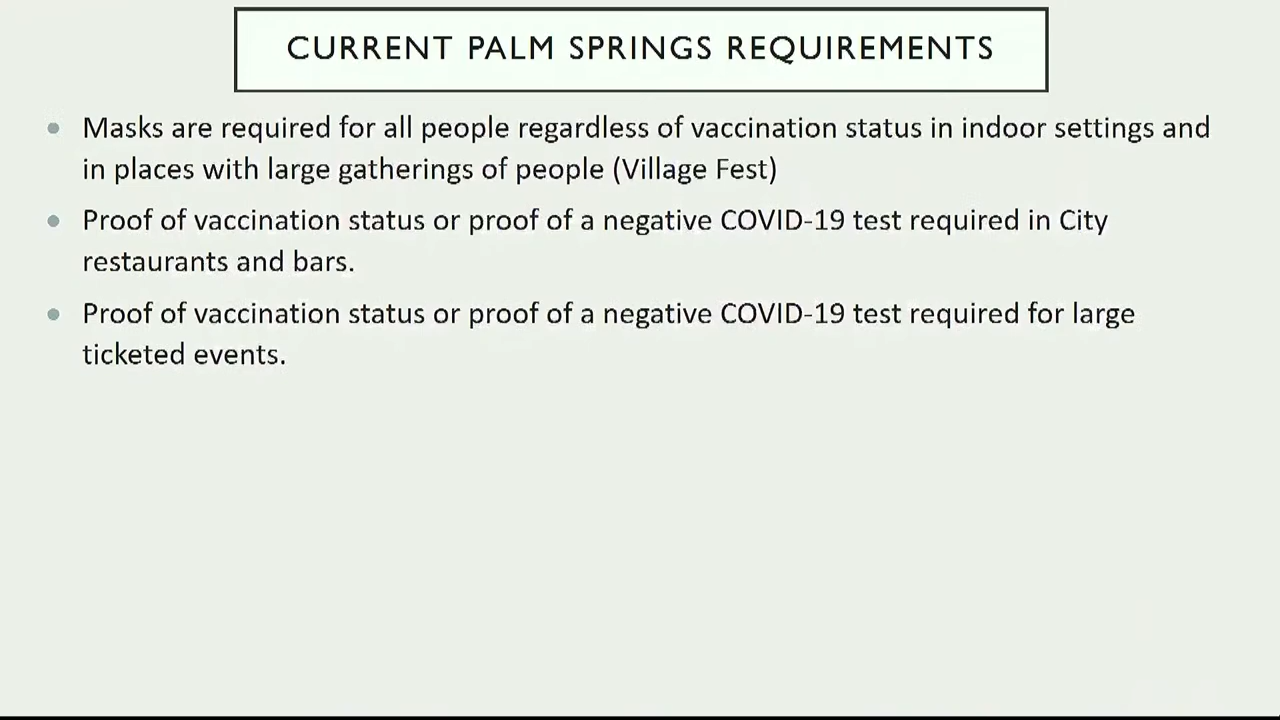 CURRENT PALM SPRINGS REQUIREMENTS
Masks are required for all people regardless of vaccination status in indoor settings and
in places with large gatherings of people (Village Fest)
Proof of vaccination status or proof of a negative COVID-19 test required in City
restaurants and bars.
Proof of vaccination status or proof of a negative COVID-19 test required for large
ticketed events.